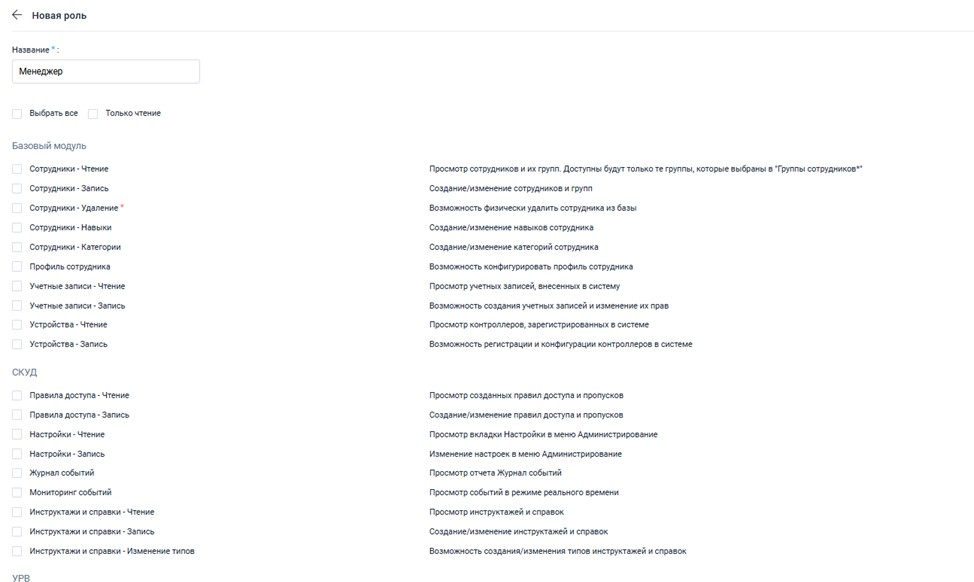 Новая роль
Название * :
Менеджер
Выбрать все Только чтение
Базовый модуль
Сотрудники - Чтение Просмотр сотрудников и их групп. Доступны будут только те группы, которые выбраны в "Группы сотрудников*"
Сотрудники - Запись Создание/изменение сотрудников и групп
Сотрудники - Удаление * Возможность физически удалить сотрудника из базы
Сотрудники - Навыки Создание/изменение навыков сотрудника
Сотрудники - Категории Создание/изменение категорий сотрудника
Профиль сотрудника Возможность конфигурировать профиль сотрудника
Учетные записи - Чтение Просмотр учетных записей, внесенных в систему
Учетные записи - Запись Возможность создания учетных записей и изменение их прав
Устройства - Чтение Просмотр контроллеров, зарегистрированных в системе
Устройства - Запись Возможность регистрации и конфигурации контроллеров в системе
СКУД
Правила доступа - Чтение Просмотр созданных правил доступа и пропусков
Правила доступа - Запись Создание/изменение правил доступа и пропусков
Настройки - Чтение Просмотр вкладки Настройки в меню Администрирование
Настройки - Запись Изменение настроек в меню Администрирование
Журнал событий Просмотр отчета Журнал событий
Мониторинг событий Просмотр событий в режиме реального времени
Инструктажи и справки - Чтение Просмотр инструктажей и справок
Инструктажи и справки - Запись Создание/изменение инструктажей и справок
Инструктажи и справки - Изменение типов Возможность создания/изменения типов инструктажей и справок
УРВ